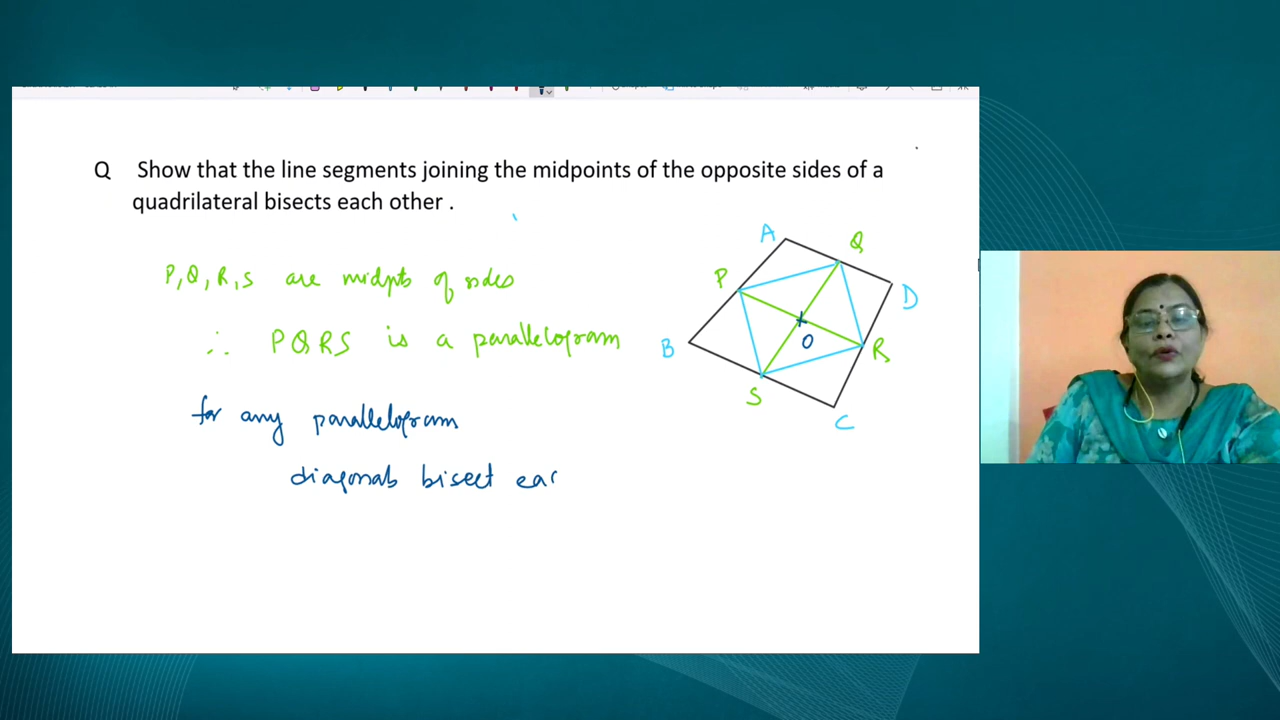 Q Show that the line segments joining the midpoints of the opposite sides of a
quadrilateral bisects each other .
P, Q, R, S are midpts of sides
∴ PQRS is a parallelogram
for any parallelogram
diagonals bisect eac
A
Q
P
D
B
O
R
S
C